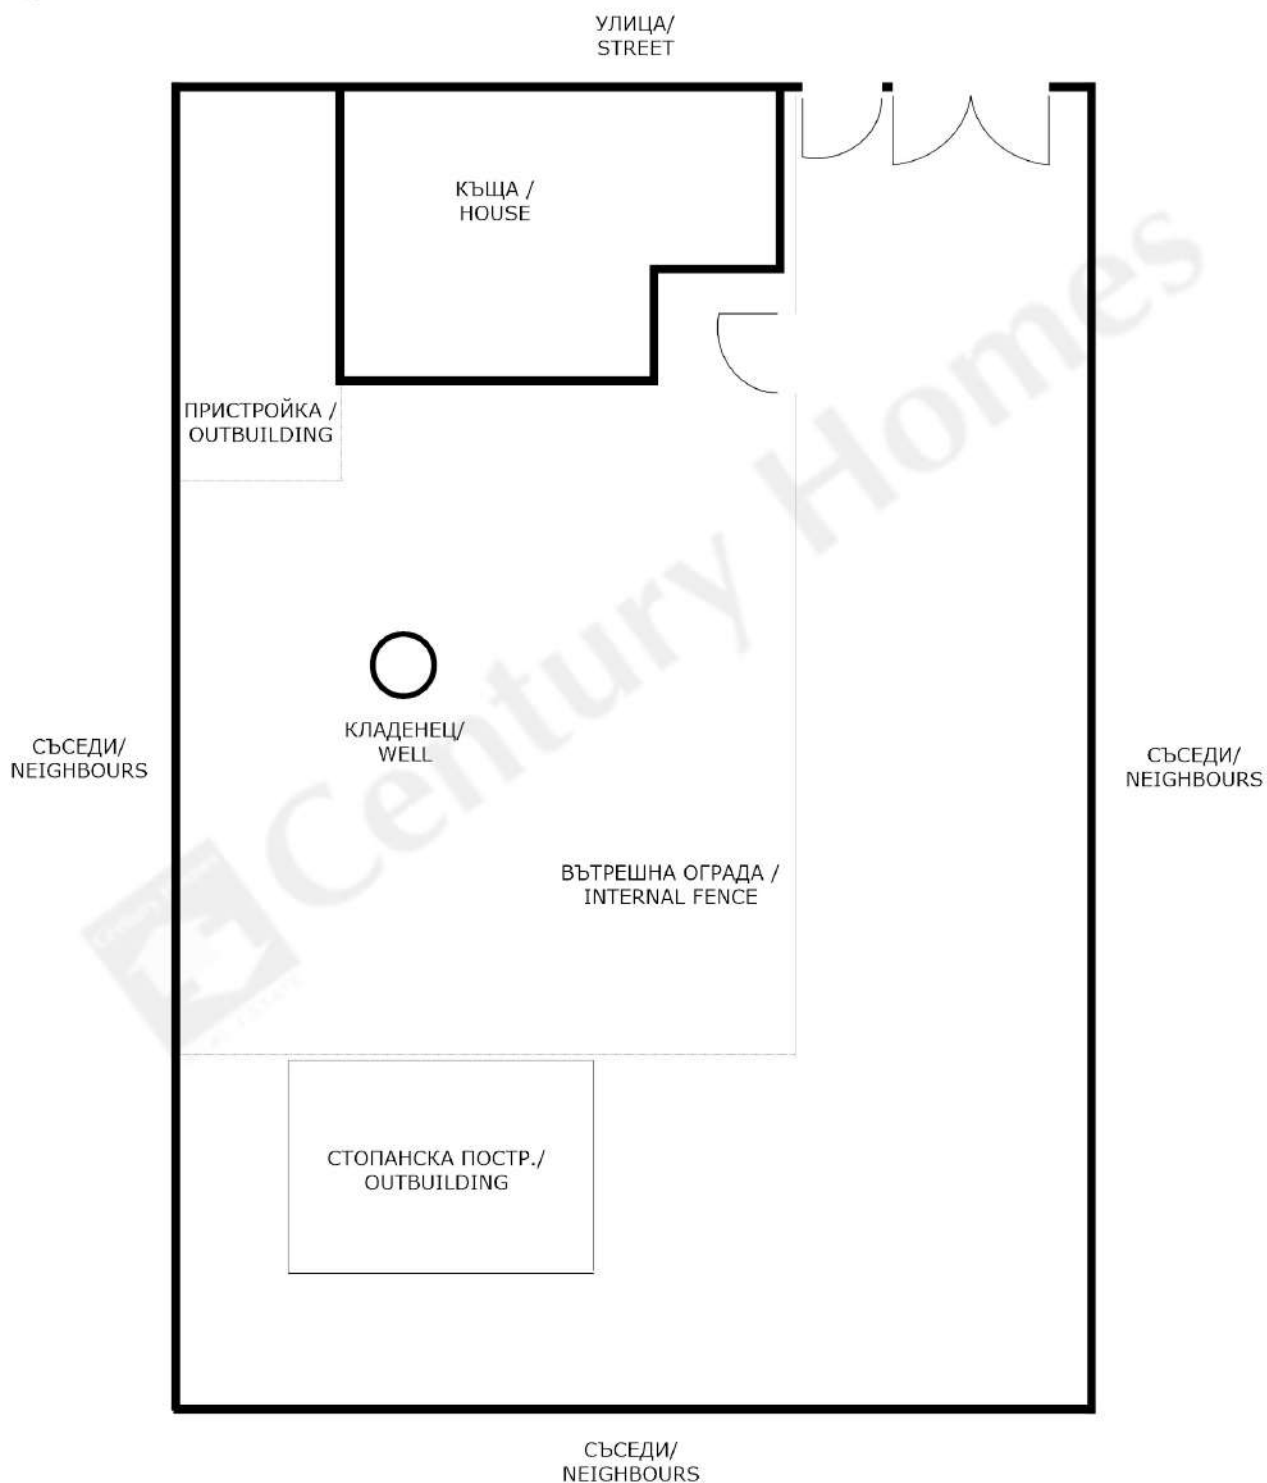 УЛИЦА/
STREET
КЪЩА /
HOUSE
ПРИСТРОЙКА /
OUTBUILDING
КЛАДЕНЕЦ/
WELL
СЪСЕДИ/
NEIGHBOURS
СЪСЕДИ/
NEIGHBOURS
ВЪТРЕШНА ОГРАДА /
INTERNAL FENCE
СТОПАНСКА ПОСТР./
OUTBUILDING
СЪСЕДИ/
NEIGHBOURS
Century Homes